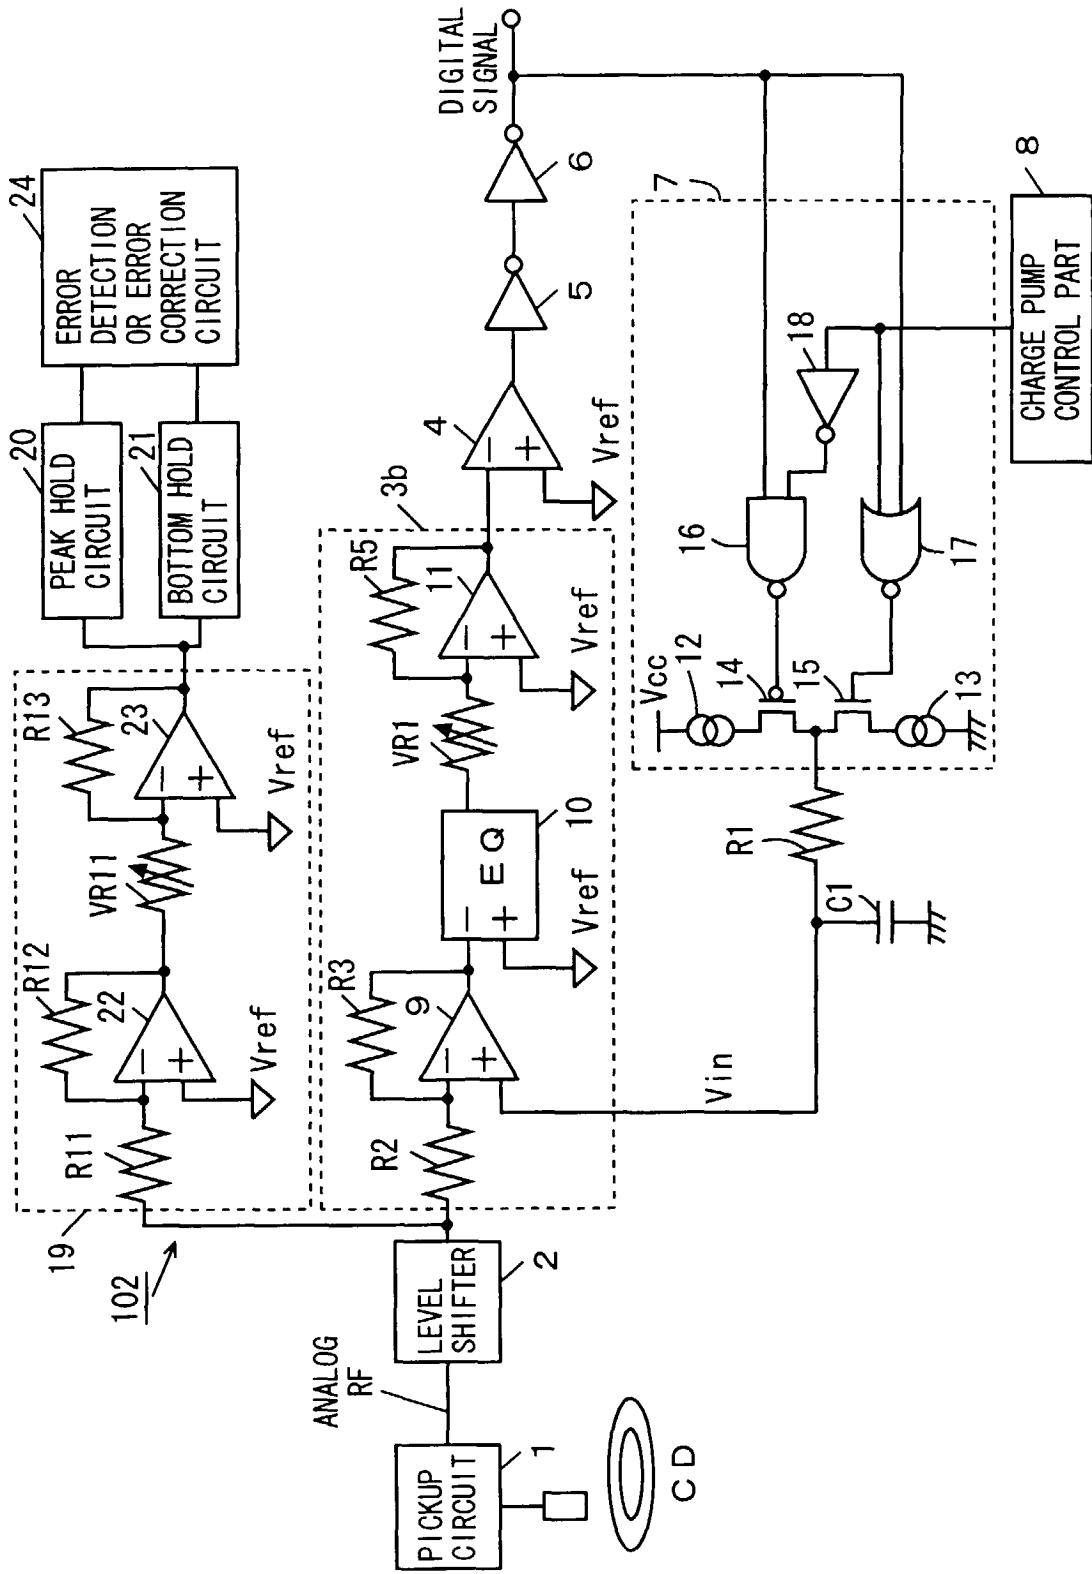 102
CD
PICKUP
CIRCUIT
1
ANALOG
RF
LEVEL
SHIFTER
2
19
R11
R12
−
+
22
Vref
VR11
R13
−
+
23
Vref
PEAK HOLD
CIRCUIT
20
BOTTOM HOLD
CIRCUIT
21
ERROR
DETECTION
OR ERROR
CORRECTION
CIRCUIT
24
3b
R2
R3
−
+
9
Vin
−
+
EQ
10
Vref
VR1
R5
−
+
11
Vref
−
+
4
Vref
5
6
DIGITAL
SIGNAL
7
R1
C1
Vcc
12
14
15
13
16
17
18
CHARGE PUMP
CONTROL PART
8